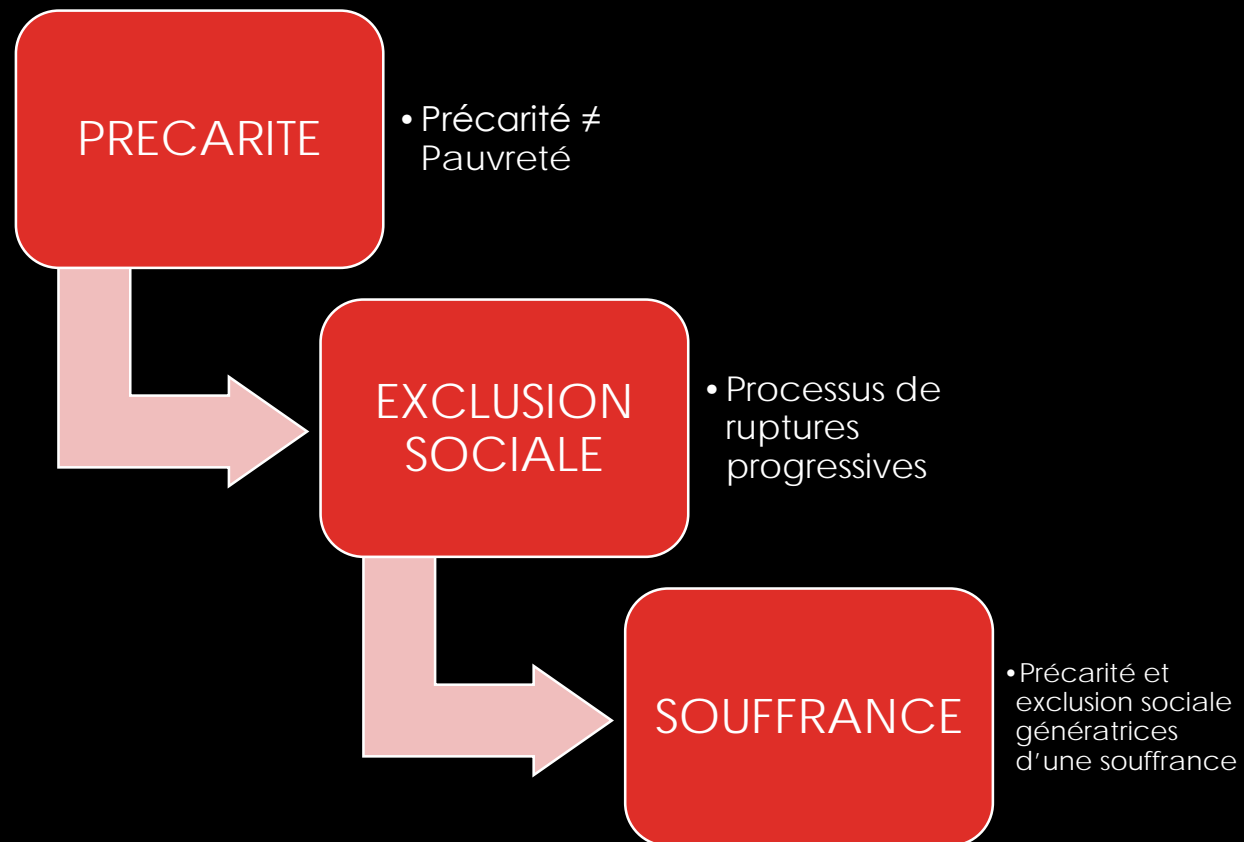 PRECARITE
• Précarité ≠
Pauvreté
EXCLUSION
SOCIALE
• Processus de
ruptures
progressives
SOUFFRANCE
• Précarité et
exclusion sociale
génératrices
d'une souffrance